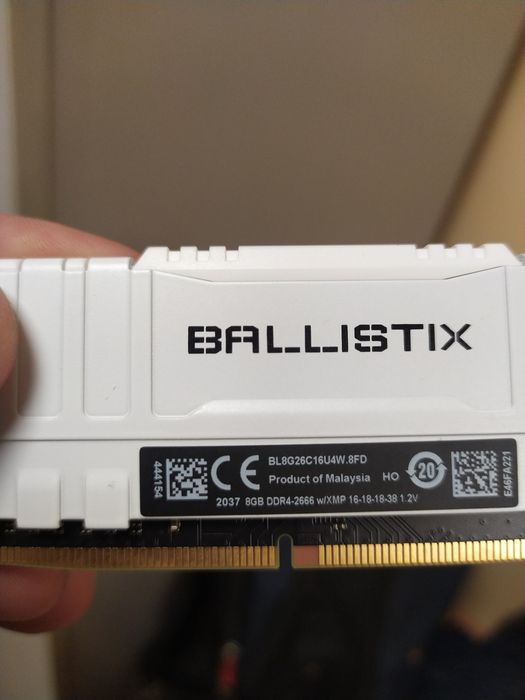 BALLISTIX
444154
BL8G26C16U4W.8FD
Product of Malaysia HO
2037 8GB DDR4-2666 w/XMP 16-18-18-38 1.2V
20
E46FA221